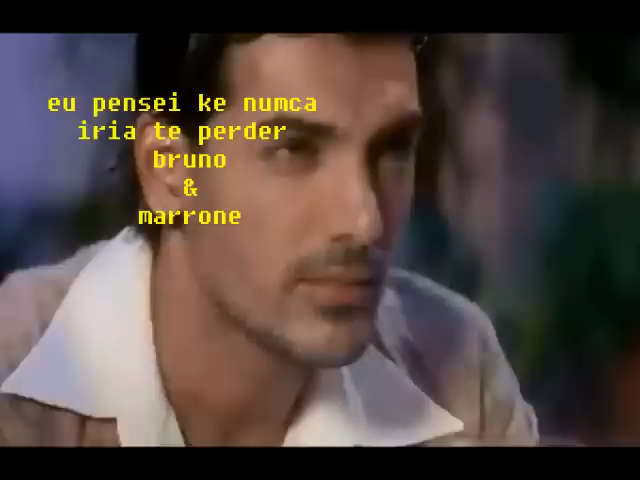 eu pensei ke numca
iria te perder
bruno
&
marrone